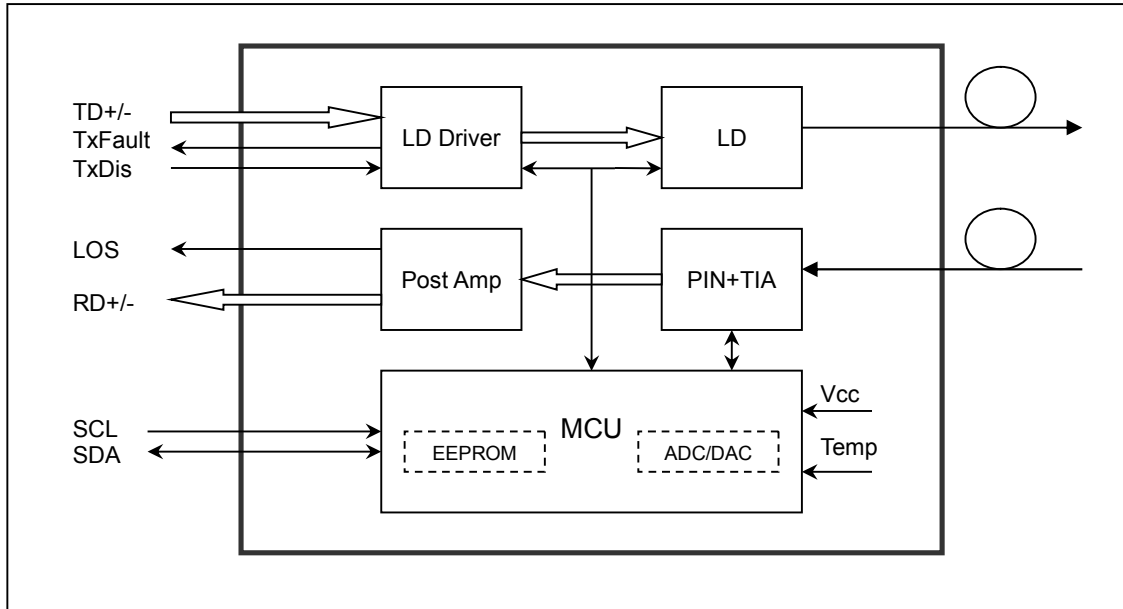 TD+/-
TxFault
TxDis
LD Driver
LD
LOS
RD+/-
Post Amp
PIN+TIA
SCL
SDA
MCU
EEPROM
ADC/DAC
Vcc
Temp